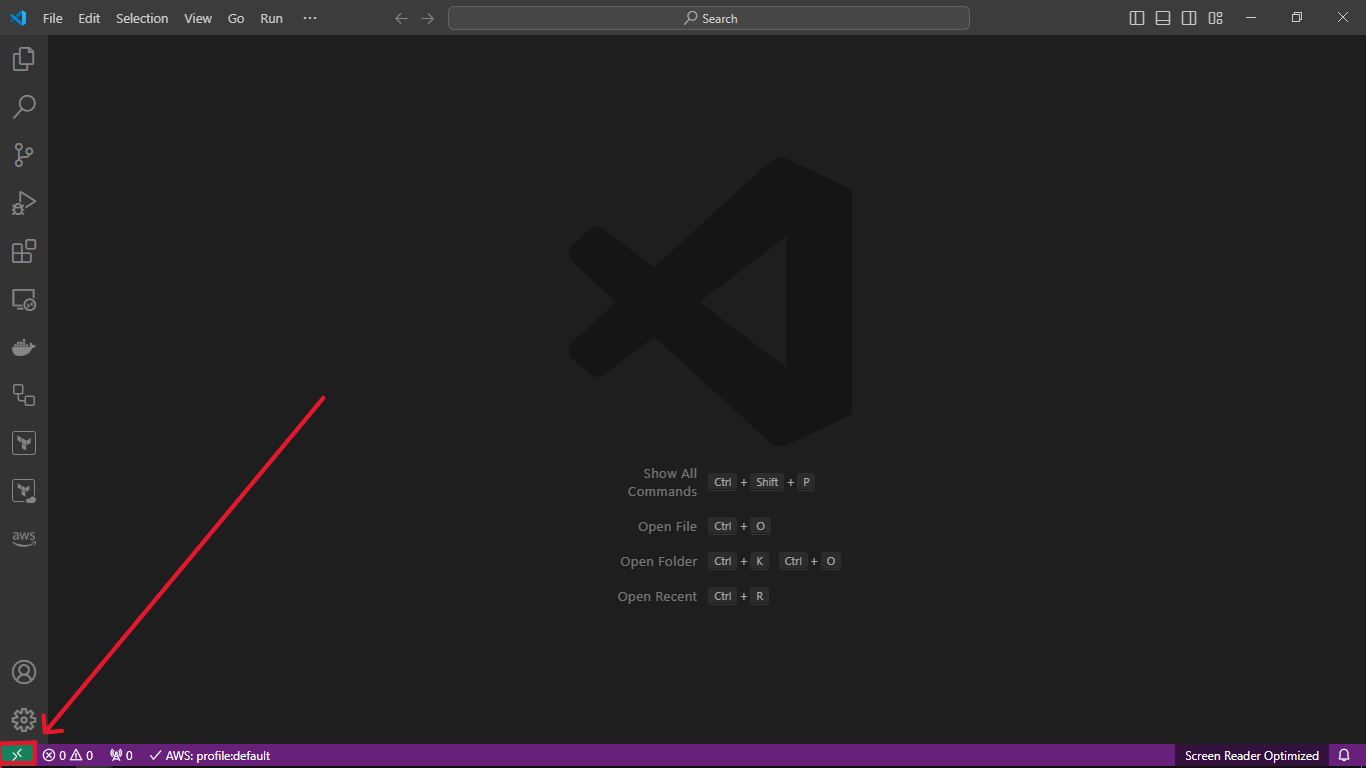 File Edit Selection View Go Run ···
Search
aws
Show All
Commands Ctrl + Shift + P
Open File Ctrl + O
Open Folder Ctrl + K Ctrl + O
Open Recent Ctrl + R
0 0 0 AWS: profile:default Screen Reader Optimized